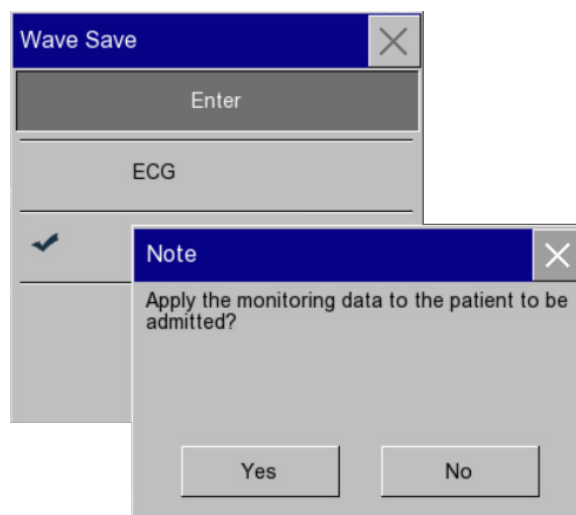 Wave Save
Enter
ECG
Note
Apply the monitoring data to the patient to be
admitted?
Yes
No